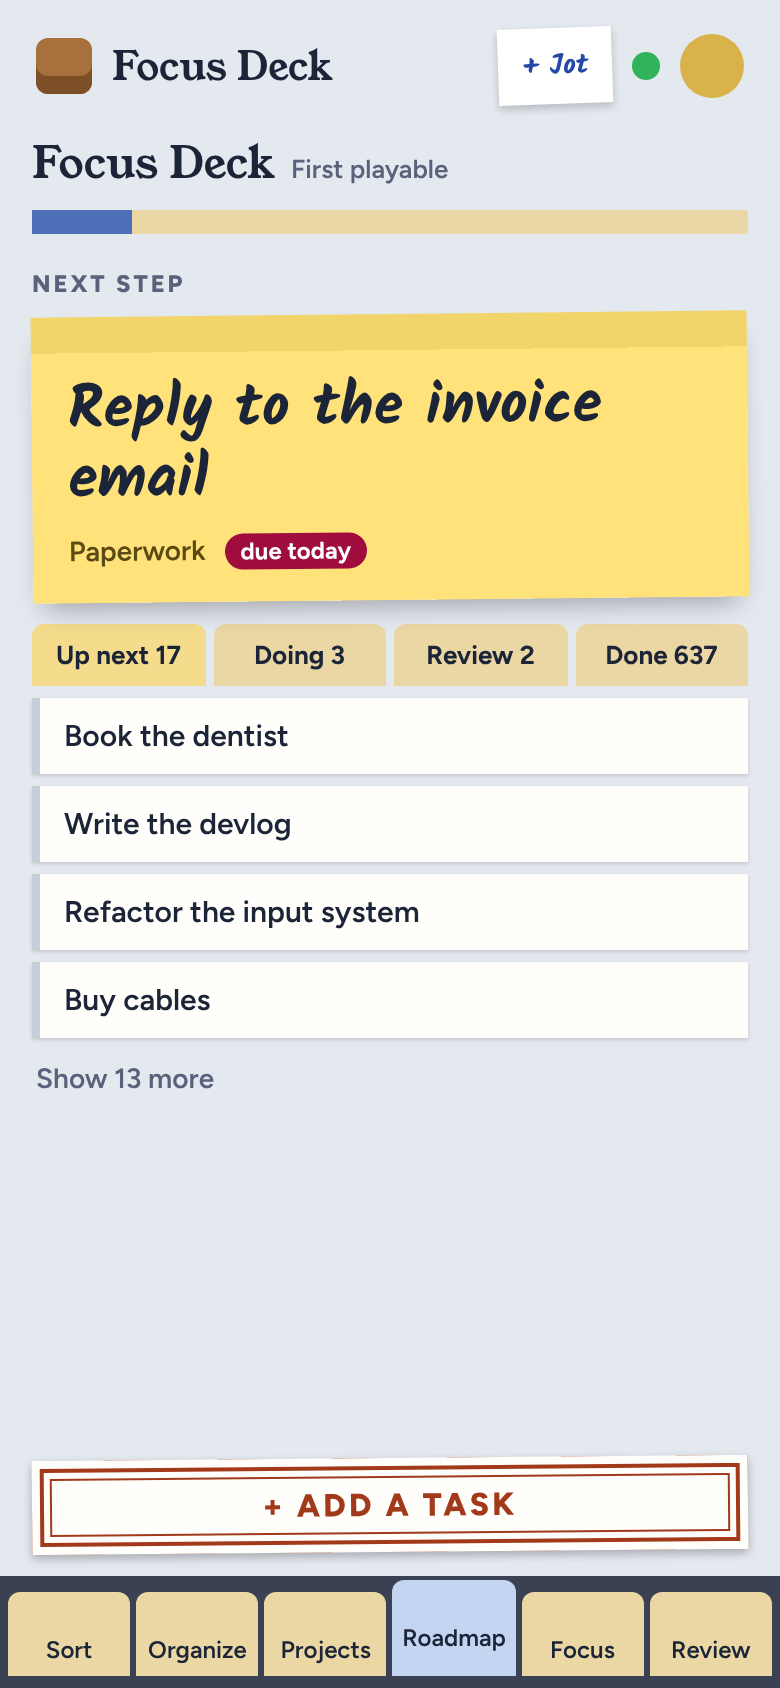 Focus Deck
+ Jot
Focus Deck First playable
NEXT STEP
Reply to the invoice
email
Paperwork due today
Up next 17 Doing 3 Review 2 Done 637
Book the dentist
Write the devlog
Refactor the input system
Buy cables
Show 13 more
+ ADD A TASK
Sort Organize Projects Roadmap Focus Review